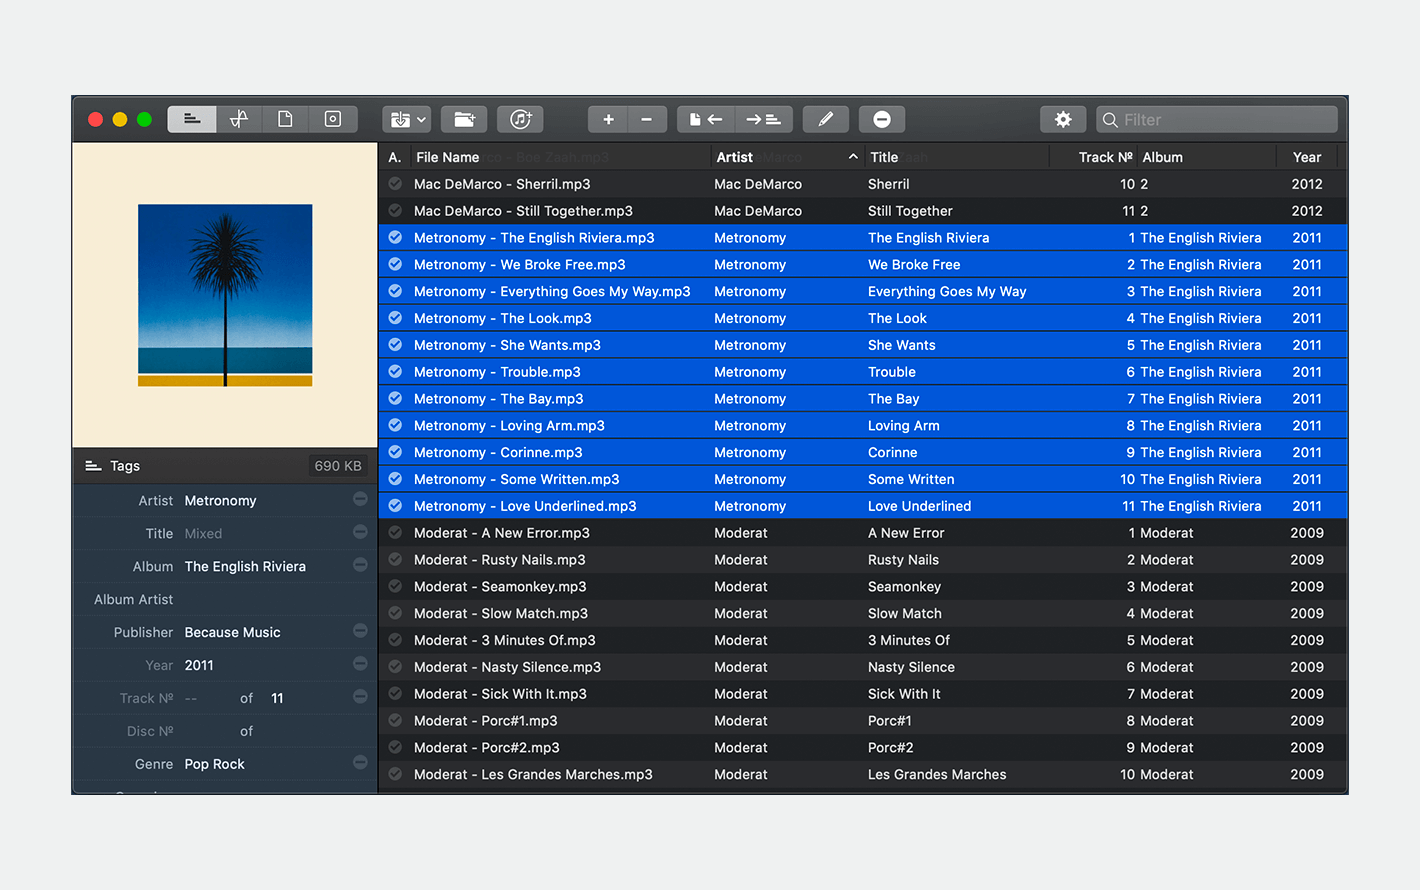 Filter
A. File Name Artist Title Track № Album Year
Mac DeMarco - Sherril.mp3 Mac DeMarco Sherril 10 2 2012
Mac DeMarco - Still Together.mp3 Mac DeMarco Still Together 11 2 2012
Metronomy - The English Riviera.mp3 Metronomy The English Riviera 1 The English Riviera 2011
Metronomy - We Broke Free.mp3 Metronomy We Broke Free 2 The English Riviera 2011
Metronomy - Everything Goes My Way.mp3 Metronomy Everything Goes My Way 3 The English Riviera 2011
Metronomy - The Look.mp3 Metronomy The Look 4 The English Riviera 2011
Metronomy - She Wants.mp3 Metronomy She Wants 5 The English Riviera 2011
Metronomy - Trouble.mp3 Metronomy Trouble 6 The English Riviera 2011
Metronomy - The Bay.mp3 Metronomy The Bay 7 The English Riviera 2011
Metronomy - Loving Arm.mp3 Metronomy Loving Arm 8 The English Riviera 2011
Metronomy - Corinne.mp3 Metronomy Corinne 9 The English Riviera 2011
Metronomy - Some Written.mp3 Metronomy Some Written 10 The English Riviera 2011
Metronomy - Love Underlined.mp3 Metronomy Love Underlined 11 The English Riviera 2011
Moderat - A New Error.mp3 Moderat A New Error 1 Moderat 2009
Moderat - Rusty Nails.mp3 Moderat Rusty Nails 2 Moderat 2009
Moderat - Seamonkey.mp3 Moderat Seamonkey 3 Moderat 2009
Moderat - Slow Match.mp3 Moderat Slow Match 4 Moderat 2009
Moderat - 3 Minutes Of.mp3 Moderat 3 Minutes Of 5 Moderat 2009
Moderat - Nasty Silence.mp3 Moderat Nasty Silence 6 Moderat 2009
Moderat - Sick With It.mp3 Moderat Sick With It 7 Moderat 2009
Moderat - Porc#1.mp3 Moderat Porc#1 8 Moderat 2009
Moderat - Porc#2.mp3 Moderat Porc#2 9 Moderat 2009
Moderat - Les Grandes Marches.mp3 Moderat Les Grandes Marches 10 Moderat 2009
Tags 690 KB
Artist Metronomy
Title Mixed
Album The English Riviera
Album Artist
Publisher Because Music
Year 2011
Track № -- of 11
Disc № of
Genre Pop Rock